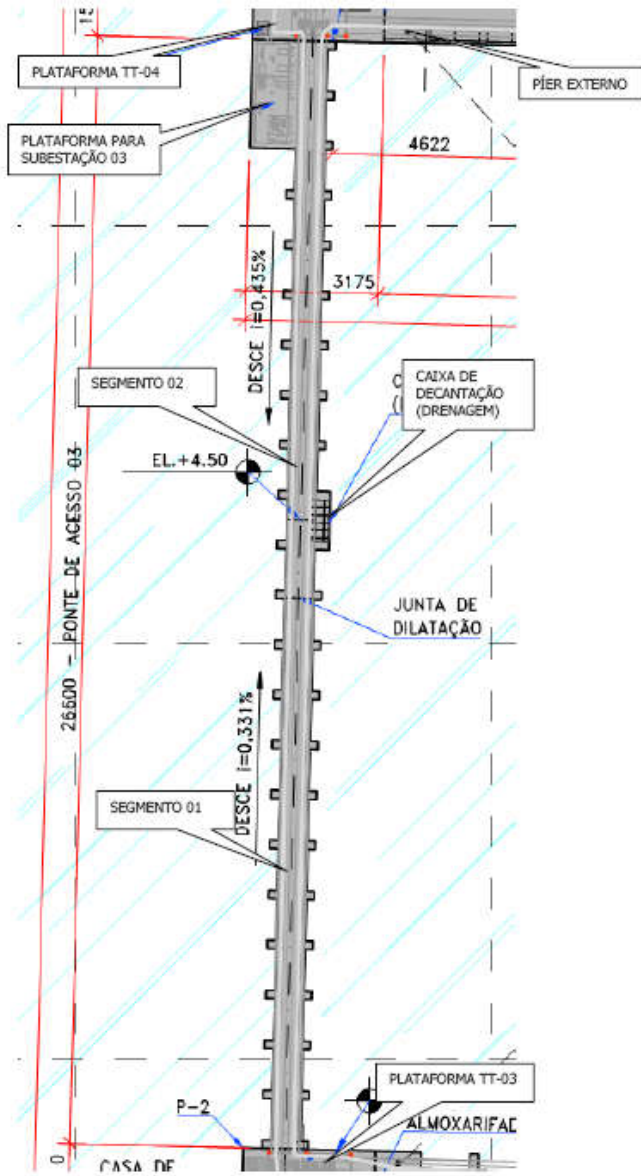 15
PLATAFORMA TT-04
PÍER EXTERNO
PLATAFORMA PARA
SUBESTAÇÃO 03
4622
DESCE i=0,435%
3175
SEGMENTO 02
CAIXA DE
DECANTAÇÃO
(DRENAGEM)
C
(
EL.+4.50
26600 - PONTE DE ACESSO 03
JUNTA DE
DILATAÇÃO
DESCE i=0,331%
SEGMENTO 01
PLATAFORMA TT-03
P-2
ALMOXARIFAD
0
CASA DE